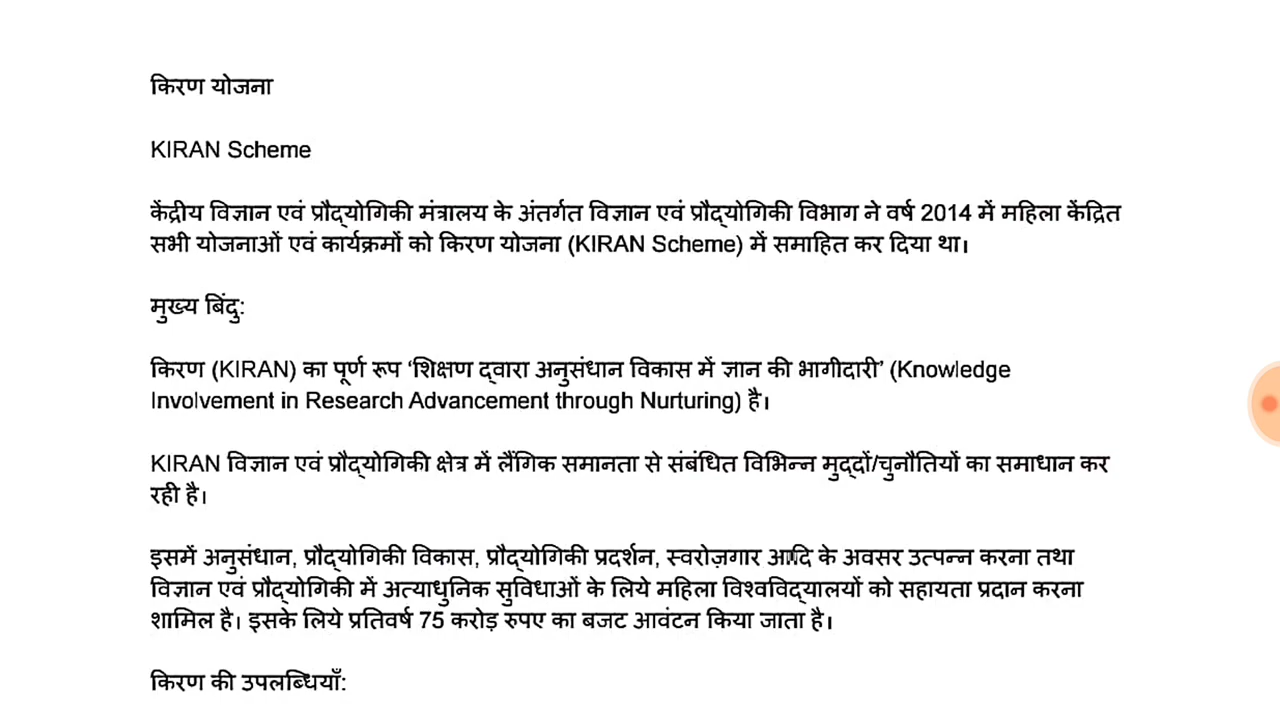 किरण योजना
KIRAN Scheme
केंद्रीय विज्ञान एवं प्रौद्योगिकी मंत्रालय के अंतर्गत विज्ञान एवं प्रौद्योगिकी विभाग ने वर्ष 2014 में महिला केंद्रित
सभी योजनाओं एवं कार्यक्रमों को किरण योजना (KIRAN Scheme) में समाहित कर दिया था।
मुख्य बिंदु:
किरण (KIRAN) का पूर्ण रूप ‘शिक्षण द्वारा अनुसंधान विकास में ज्ञान की भागीदारी’ (Knowledge
Involvement in Research Advancement through Nurturing) है।
KIRAN विज्ञान एवं प्रौद्योगिकी क्षेत्र में लैंगिक समानता से संबंधित विभिन्न मुद्दों/चुनौतियों का समाधान कर
रही है।
इसमें अनुसंधान, प्रौद्योगिकी विकास, प्रौद्योगिकी प्रदर्शन, स्वरोज़गार आदि के अवसर उत्पन्न करना तथा
विज्ञान एवं प्रौद्योगिकी में अत्याधुनिक सुविधाओं के लिये महिला विश्वविद्यालयों को सहायता प्रदान करना
शामिल है। इसके लिये प्रतिवर्ष 75 करोड़ रुपए का बजट आवंटन किया जाता है।
किरण की उपलब्धियाँ: